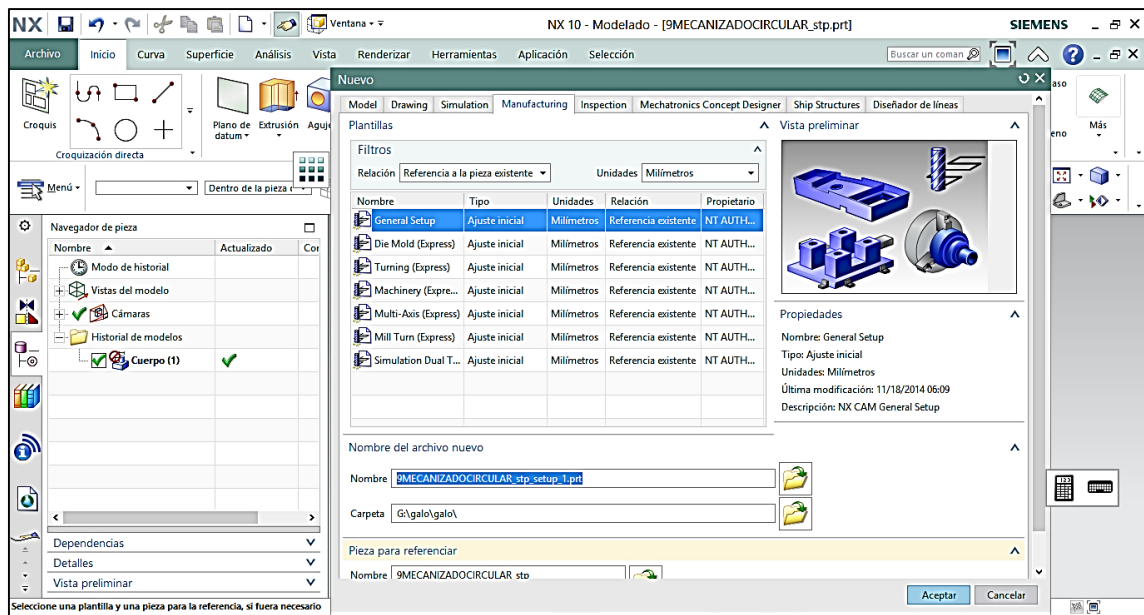 NX Ventana NX 10 - Modelado - [9MECANIZADOCIRCULAR_stp.prt] SIEMENS
Archivo Inicio Curva Superficie Análisis Vista Renderizar Herramientas Aplicación Selección Buscar un coman
Croquis
Croquización directa
Plano de datum
Extrusión
Aguje
Más
Menú
Dentro de la pieza
Navegador de pieza
Nombre Actualizado Cor
Modo de historial
Vistas del modelo
Cámaras
Historial de modelos
Cuerpo (1)
Dependencias
Detalles
Vista preliminar
Seleccione una plantilla y una pieza para la referencia, si fuera necesario
Nuevo
Model Drawing Simulation Manufacturing Inspection Mechatronics Concept Designer Ship Structures Diseñador de líneas
Plantillas
Filtros
Relación Referencia a la pieza existente Unidades Milímetros
Nombre Tipo Unidades Relación Propietario
General Setup Ajuste inicial Milímetros Referencia existente NT AUTH...
Die Mold (Express) Ajuste inicial Milímetros Referencia existente NT AUTH...
Turning (Express) Ajuste inicial Milímetros Referencia existente NT AUTH...
Machinery (Expre... Ajuste inicial Milímetros Referencia existente NT AUTH...
Multi-Axis (Express) Ajuste inicial Milímetros Referencia existente NT AUTH...
Mill Turn (Express) Ajuste inicial Milímetros Referencia existente NT AUTH...
Simulation Dual T... Ajuste inicial Milímetros Referencia existente NT AUTH...
Vista preliminar
Propiedades
Nombre: General Setup
Tipo: Ajuste inicial
Unidades: Milímetros
Última modificación: 11/18/2014 06:09
Descripción: NX CAM General Setup
Nombre del archivo nuevo
Nombre 9MECANIZADOCIRCULAR_stp_setup_1.prt
Carpeta G:\galo\galo\
Pieza para referenciar
Nombre 9MECANIZADOCIRCULAR_stp
Aceptar Cancelar